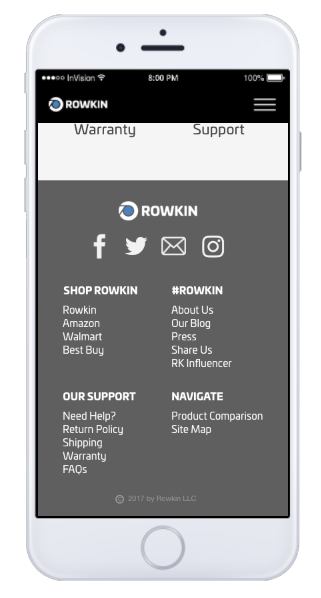 InVision
8:00 PM
100%
ROWKIN
Warranty
Support
ROWKIN
SHOP ROWKIN
Rowkin
Amazon
Walmart
Best Buy
#ROWKIN
About Us
Our Blog
Press
Share Us
RK Influencer
OUR SUPPORT
Need Help?
Return Policy
Shipping
Warranty
FAQs
NAVIGATE
Product Comparison
Site Map
© 2017 by Rowkin LLC